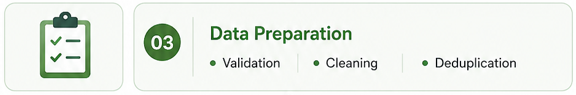 03
Data Preparation
Validation
Cleaning
Deduplication